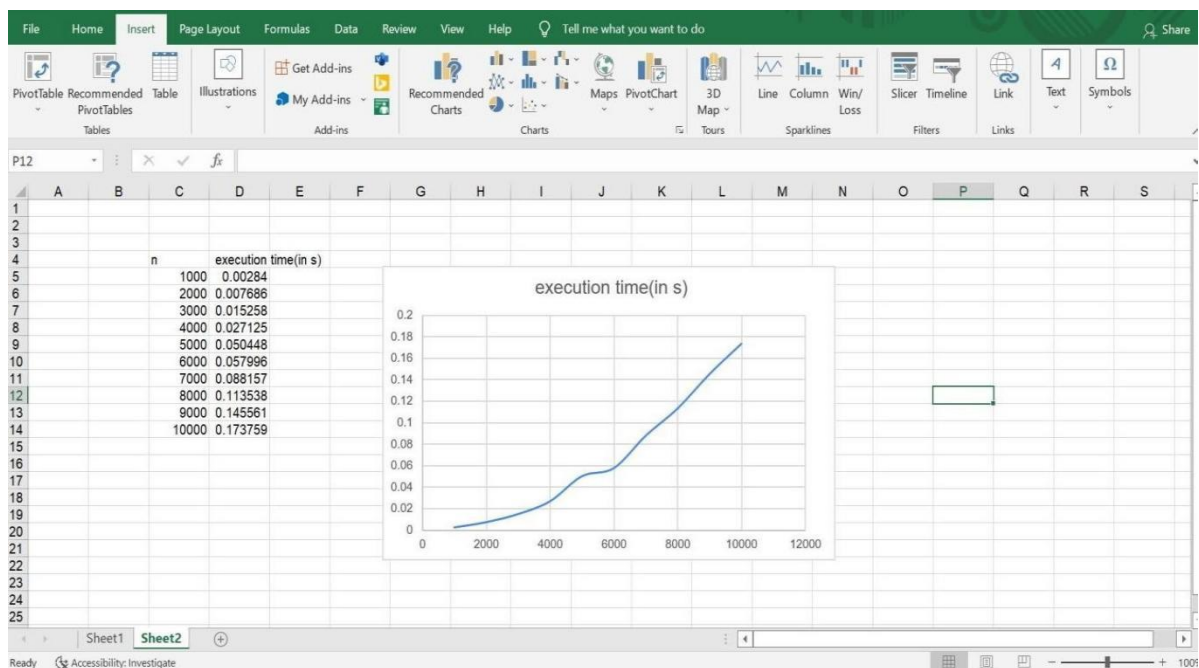 File Home Insert Page Layout Formulas Data Review View Help Tell me what you want to do Share
PivotTable Recommended PivotTables Table Illustrations Get Add-ins My Add-ins Recommended Charts Maps PivotChart 3D Map Line Column Win/Loss Slicer Timeline Link Text Symbols
Tables Add-ins Charts Tours Sparklines Filters Links
P12 fx
A B C D E F G H I J K L M N O P Q R S
1
2
3
4 n execution time(in s)
5 1000 0.00284
6 2000 0.007686
7 3000 0.015258
8 4000 0.027125
9 5000 0.050448
10 6000 0.057996
11 7000 0.088157
12 8000 0.113538
13 9000 0.145561
14 10000 0.173759
15
16
17
18
19
20
21
22
23
24
25
execution time(in s)
0.2
0.18
0.16
0.14
0.12
0.1
0.08
0.06
0.04
0.02
0
0 2000 4000 6000 8000 10000 12000
Sheet1 Sheet2
Ready Accessibility: Investigate 100%